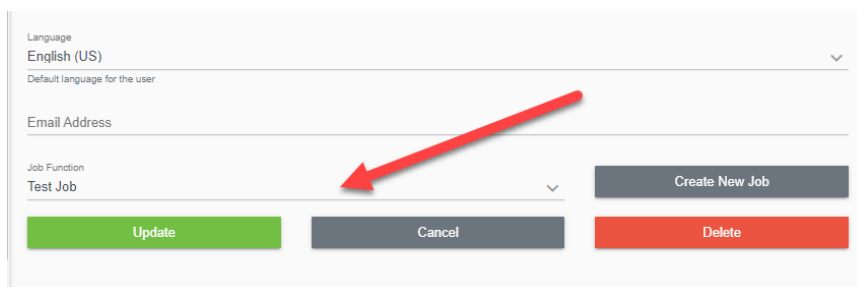 Language
English (US)
Default language for the user
Email Address
Job Function
Test Job
Create New Job
Update
Cancel
Delete